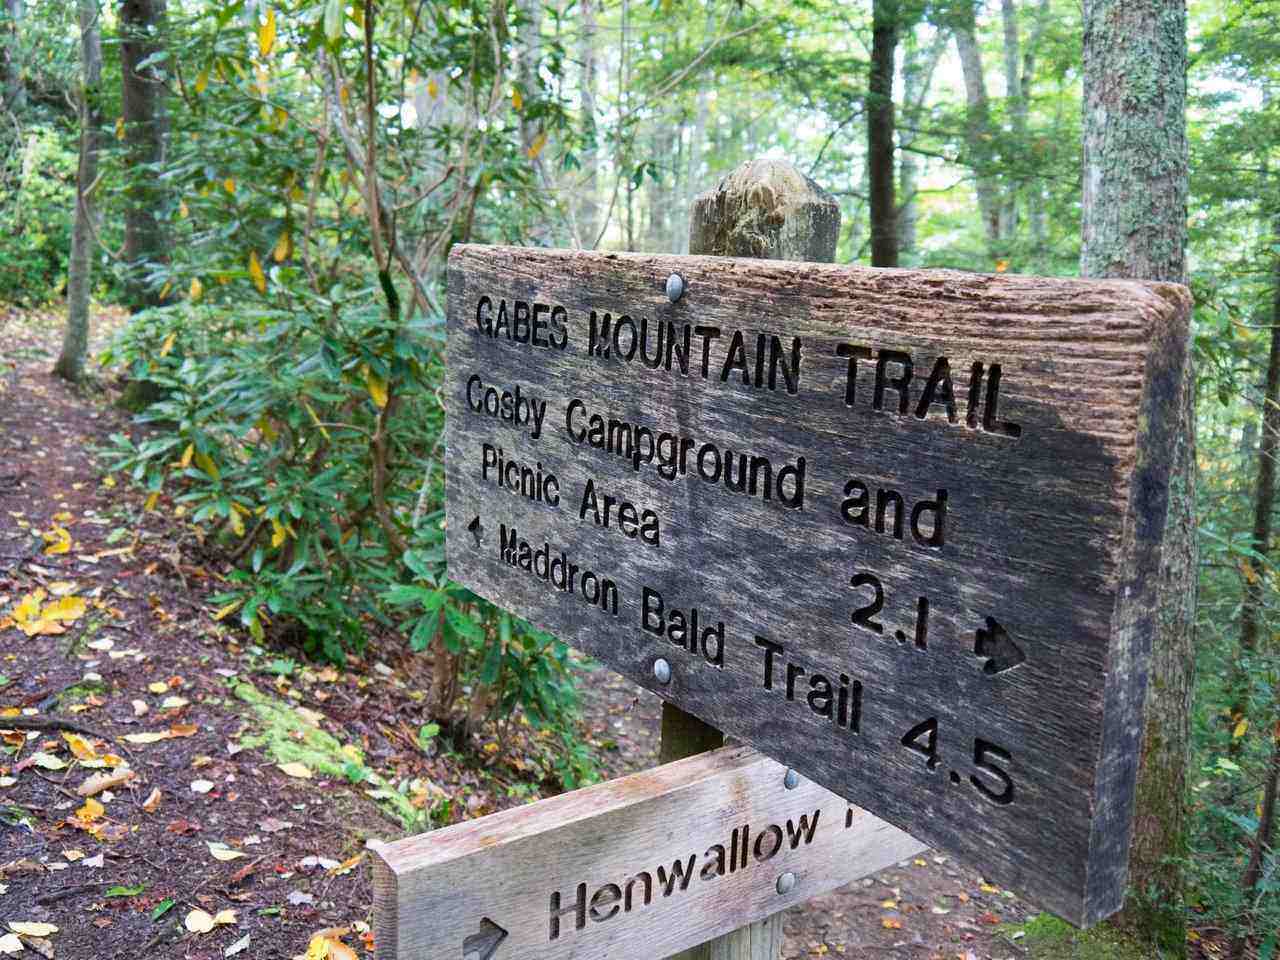 GABES MOUNTAIN TRAIL
Cosby Campground and
Picnic Area
2.1
Maddron Bald Trail 4.5
Henwallow